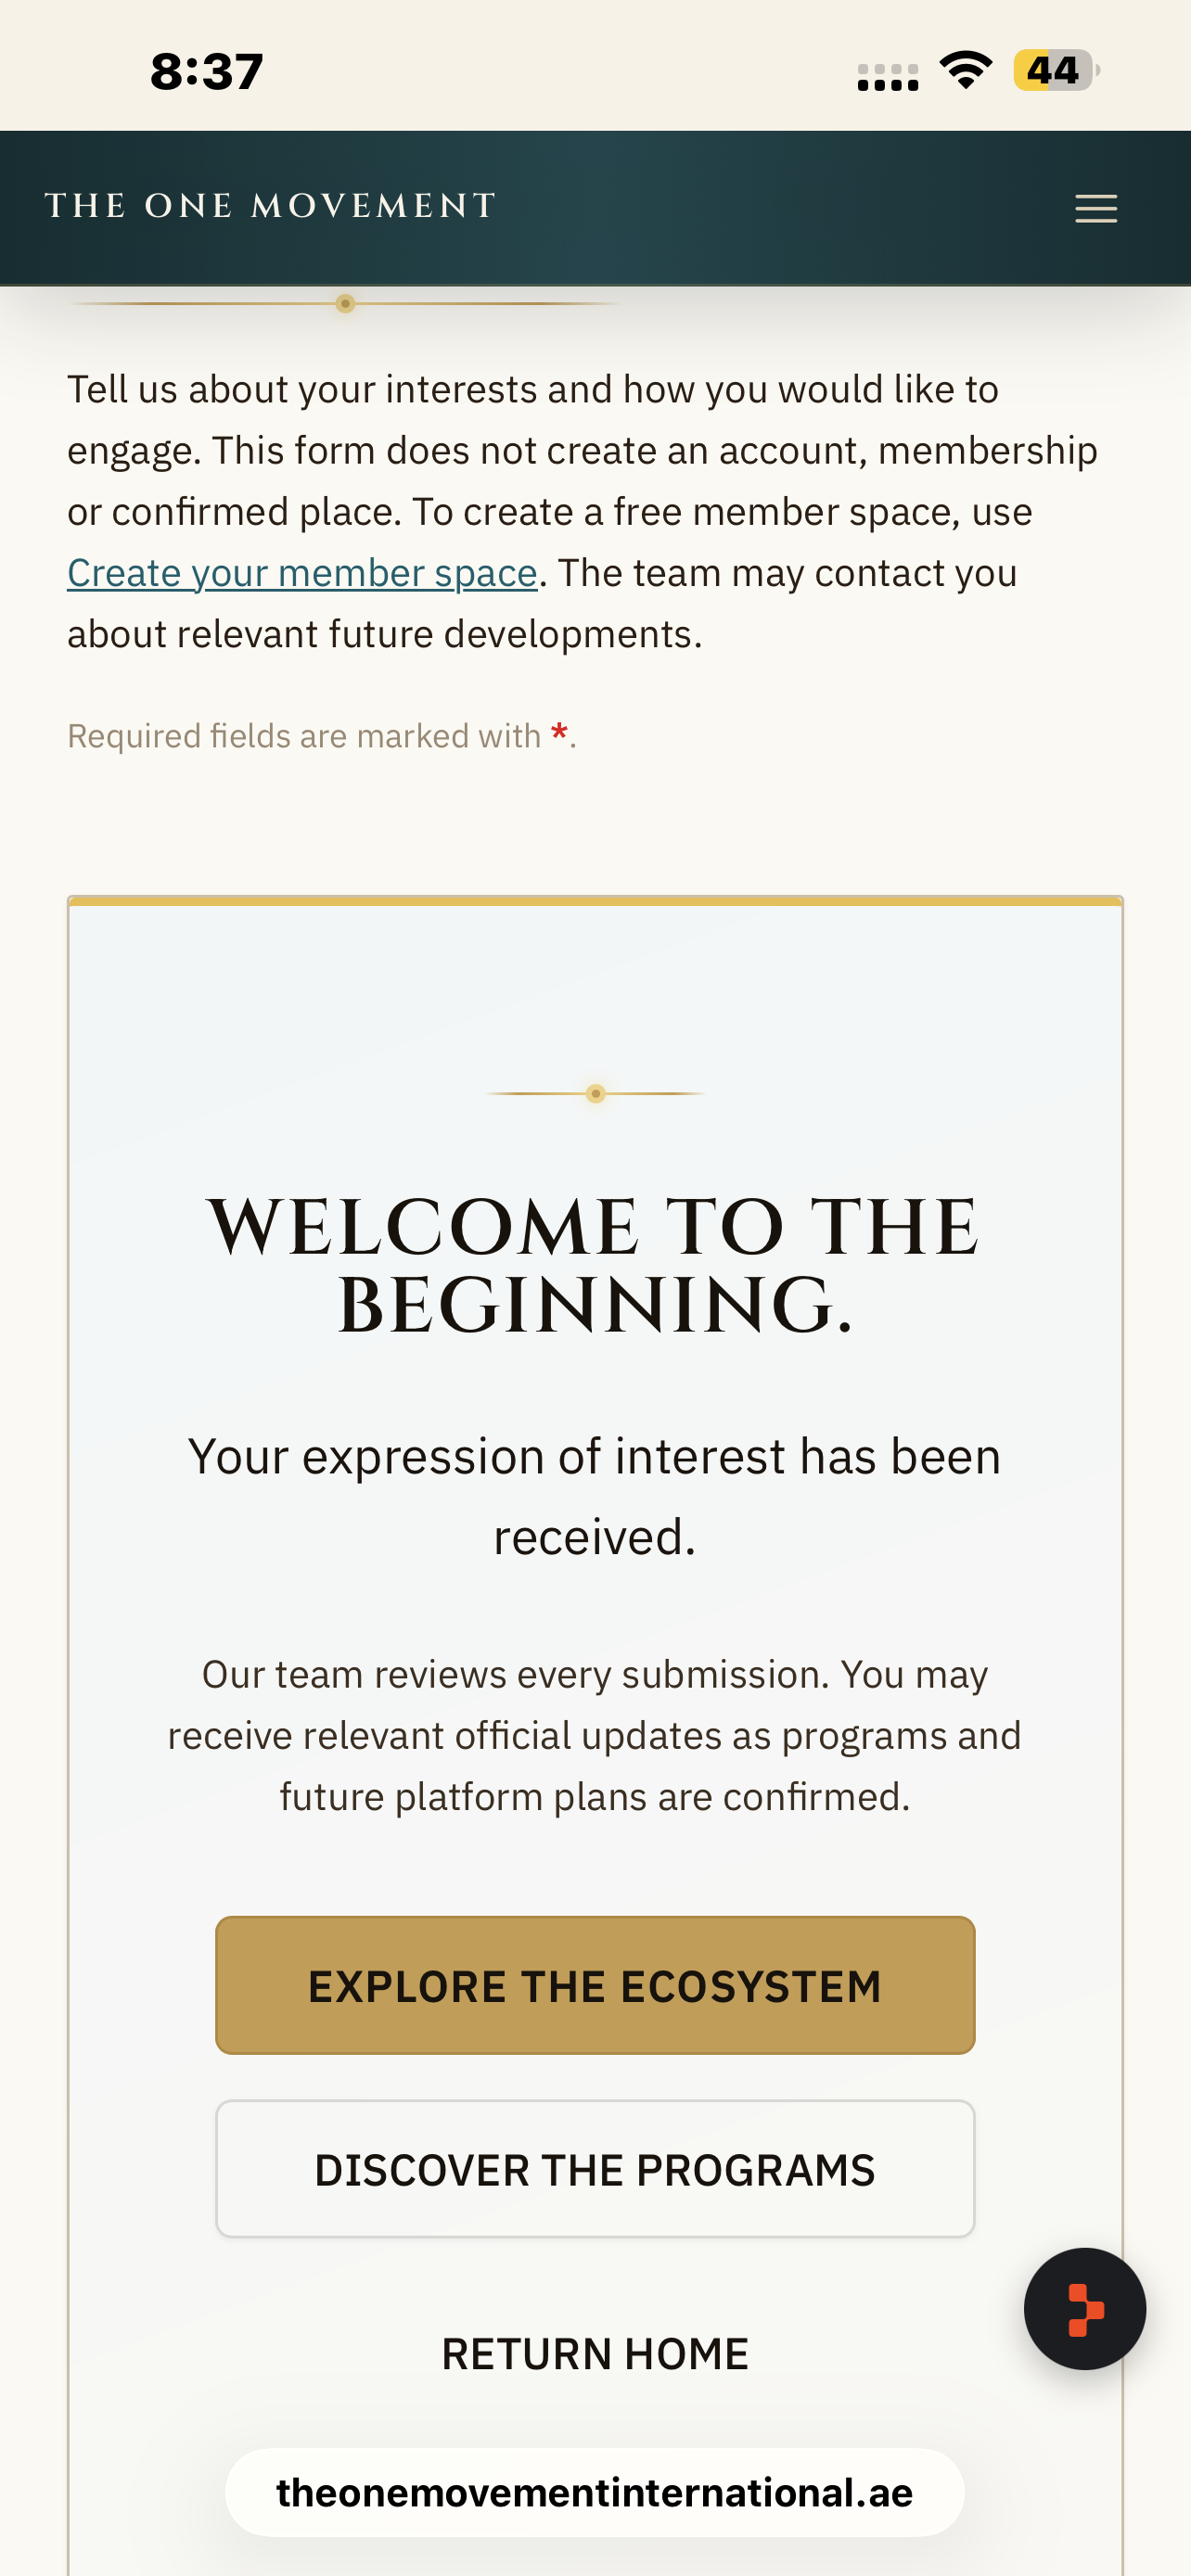 8:37
44
THE ONE MOVEMENT
Tell us about your interests and how you would like to
engage. This form does not create an account, membership
or confirmed place. To create a free member space, use
Create your member space. The team may contact you
about relevant future developments.
Required fields are marked with *.
WELCOME TO THE
BEGINNING.
Your expression of interest has been
received.
Our team reviews every submission. You may
receive relevant official updates as programs and
future platform plans are confirmed.
EXPLORE THE ECOSYSTEM
DISCOVER THE PROGRAMS
RETURN HOME
theonemovementinternational.ae